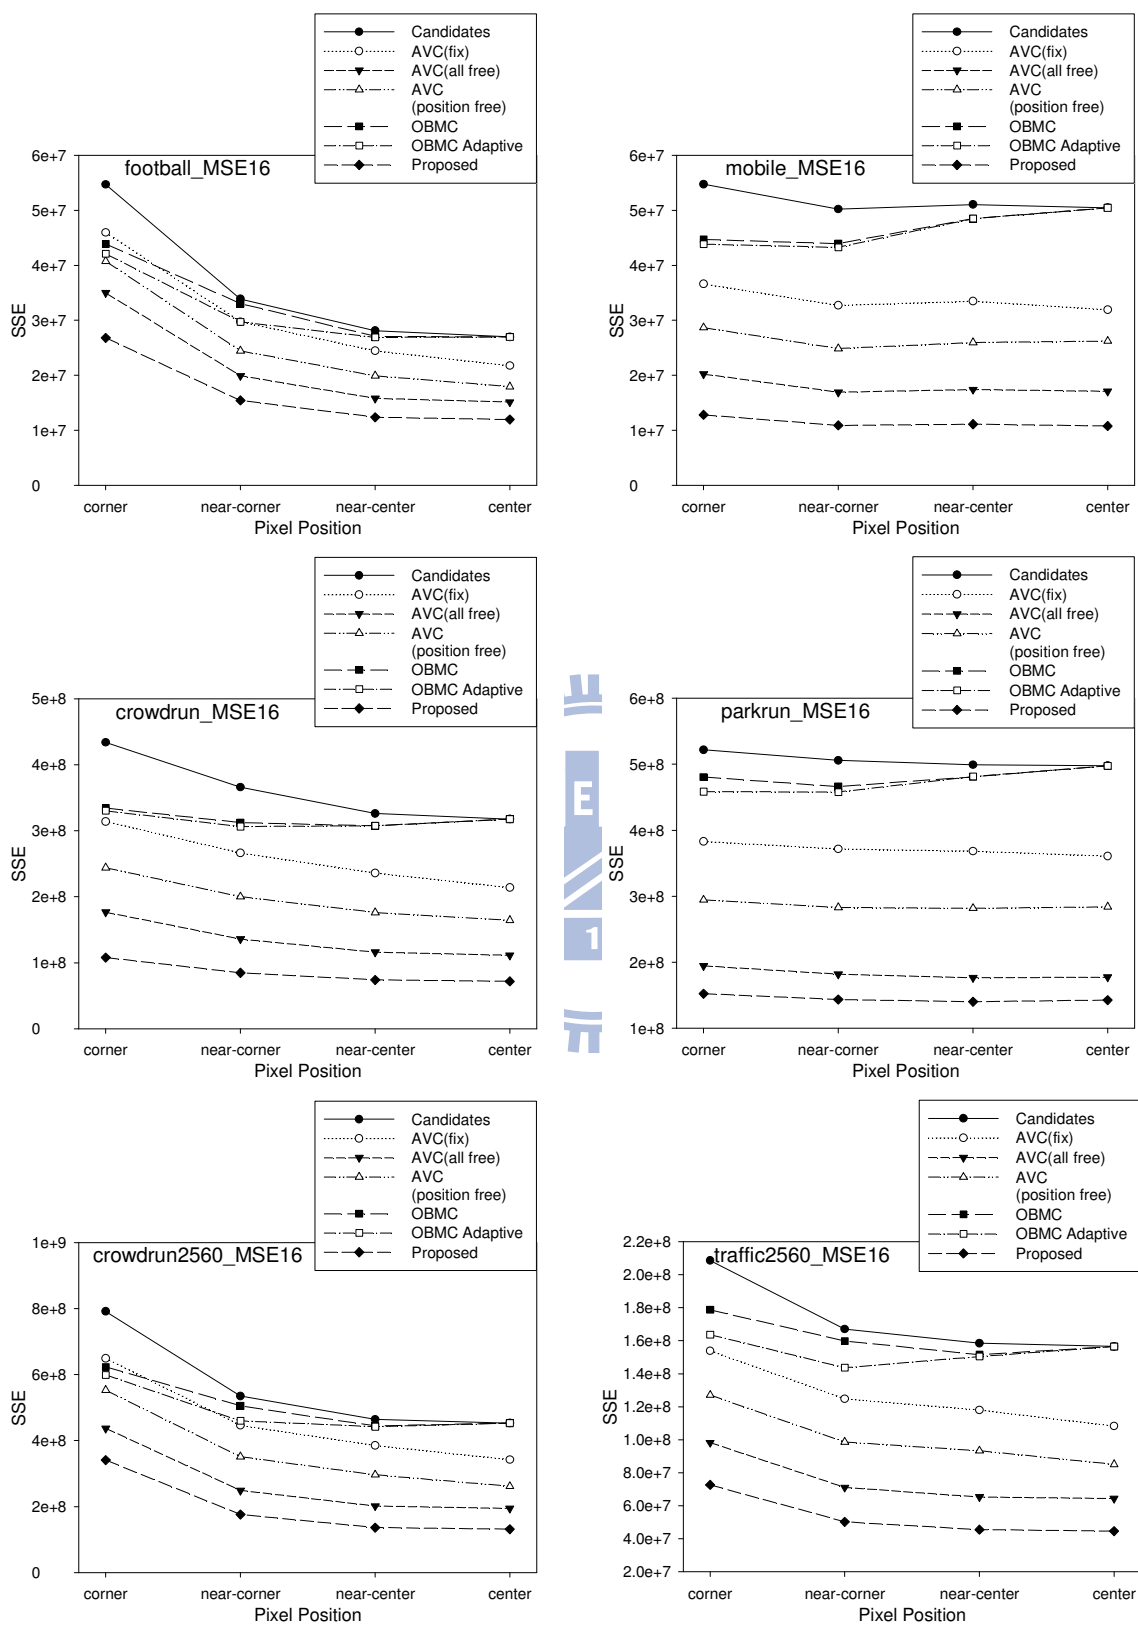 Candidates
AVC(fix)
AVC(all free)
AVC
(position free)
OBMC
OBMC Adaptive
Proposed
football_MSE16
6e+7
5e+7
4e+7
3e+7
2e+7
1e+7
0
SSE
corner
near-corner
near-center
center
Pixel Position
Candidates
AVC(fix)
AVC(all free)
AVC
(position free)
OBMC
OBMC Adaptive
Proposed
mobile_MSE16
6e+7
5e+7
4e+7
3e+7
2e+7
1e+7
0
SSE
corner
near-corner
near-center
center
Pixel Position
Candidates
AVC(fix)
AVC(all free)
AVC
(position free)
OBMC
OBMC Adaptive
Proposed
crowdrun_MSE16
5e+8
4e+8
3e+8
2e+8
1e+8
0
SSE
corner
near-corner
near-center
center
Pixel Position
E
1
Candidates
AVC(fix)
AVC(all free)
AVC
(position free)
OBMC
OBMC Adaptive
Proposed
parkrun_MSE16
6e+8
5e+8
4e+8
3e+8
2e+8
1e+8
SSE
corner
near-corner
near-center
center
Pixel Position
Candidates
AVC(fix)
AVC(all free)
AVC
(position free)
OBMC
OBMC Adaptive
Proposed
crowdrun2560_MSE16
1e+9
8e+8
6e+8
4e+8
2e+8
0
SSE
corner
near-corner
near-center
center
Pixel Position
Candidates
AVC(fix)
AVC(all free)
AVC
(position free)
OBMC
OBMC Adaptive
Proposed
traffic2560_MSE16
2.2e+8
2.0e+8
1.8e+8
1.6e+8
1.4e+8
1.2e+8
1.0e+8
8.0e+7
6.0e+7
4.0e+7
2.0e+7
SSE
corner
near-corner
near-center
center
Pixel Position